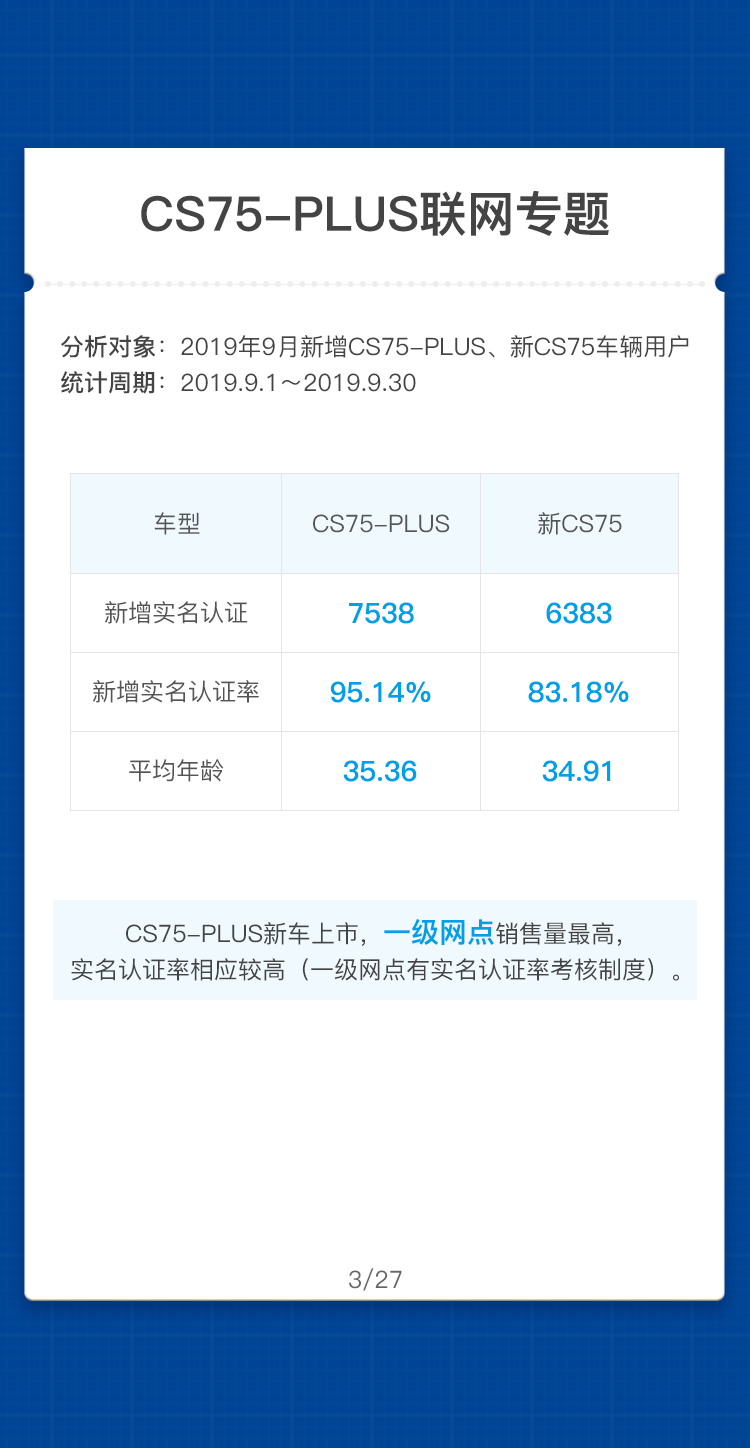 CS75-PLUS联网专题
分析对象：2019年9月新增CS75-PLUS、新CS75车辆用户
统计周期：2019.9.1～2019.9.30
车型 CS75-PLUS 新CS75
新增实名认证 7538 6383
新增实名认证率 95.14% 83.18%
平均年龄 35.36 34.91
CS75-PLUS新车上市，一级网点销售量最高，
实名认证率相应较高（一级网点有实名认证率考核制度）。
3/27